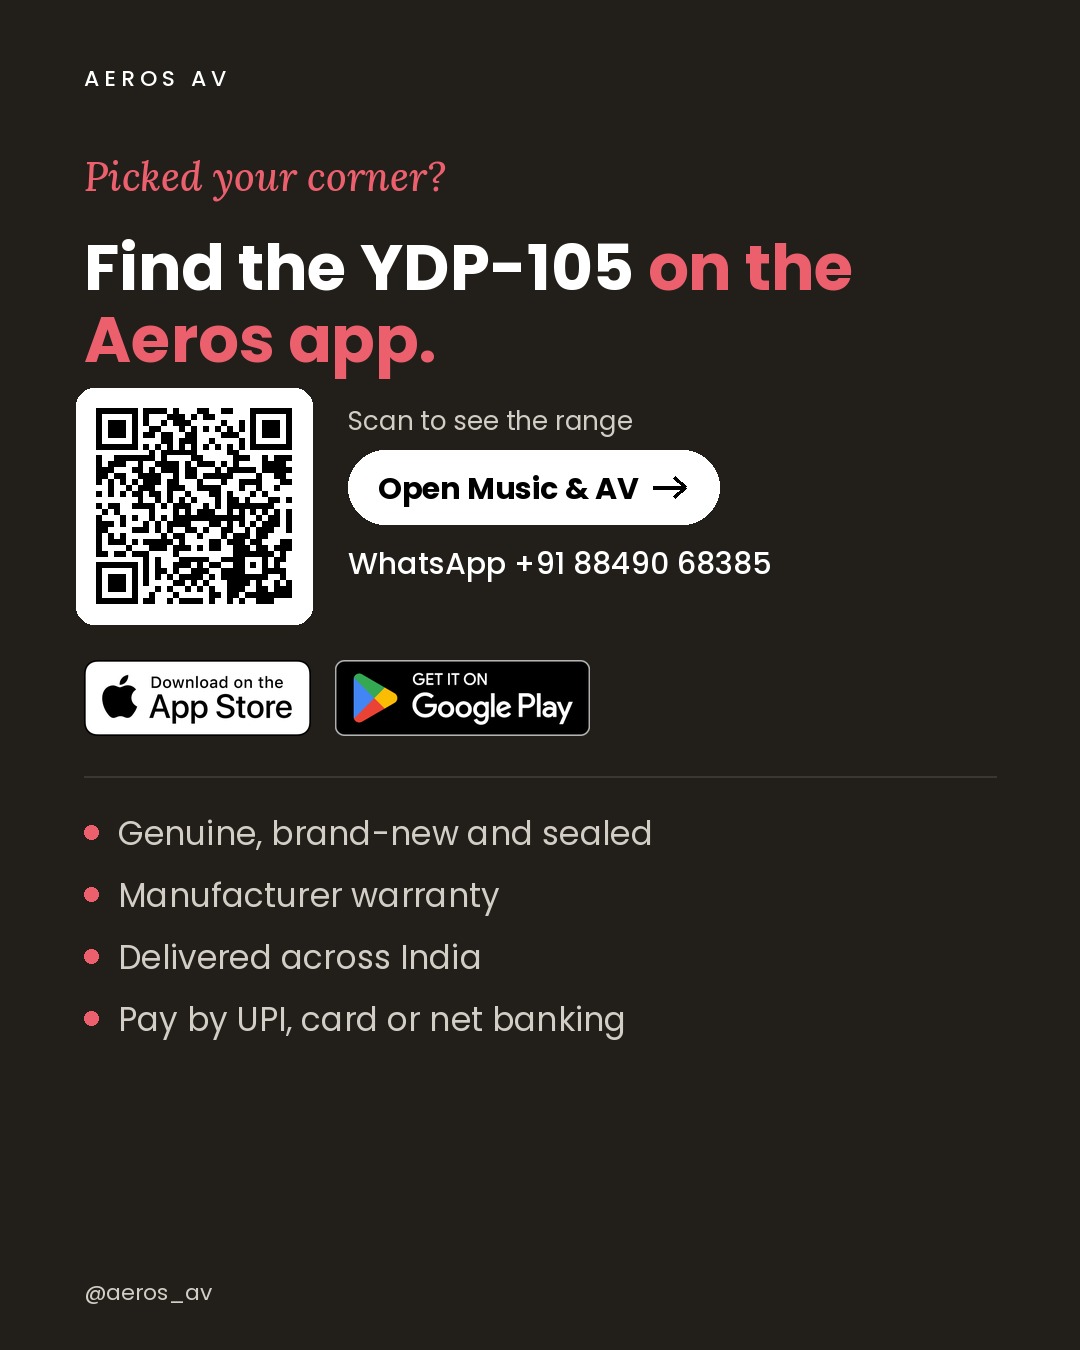 AEROS AV
Picked your corner?
Find the YDP-105 on the
Aeros app.
Scan to see the range
Open Music & AV →
WhatsApp +91 88490 68385
Download on the
App Store
GET IT ON
Google Play
Genuine, brand-new and sealed
Manufacturer warranty
Delivered across India
Pay by UPI, card or net banking
@aeros_av